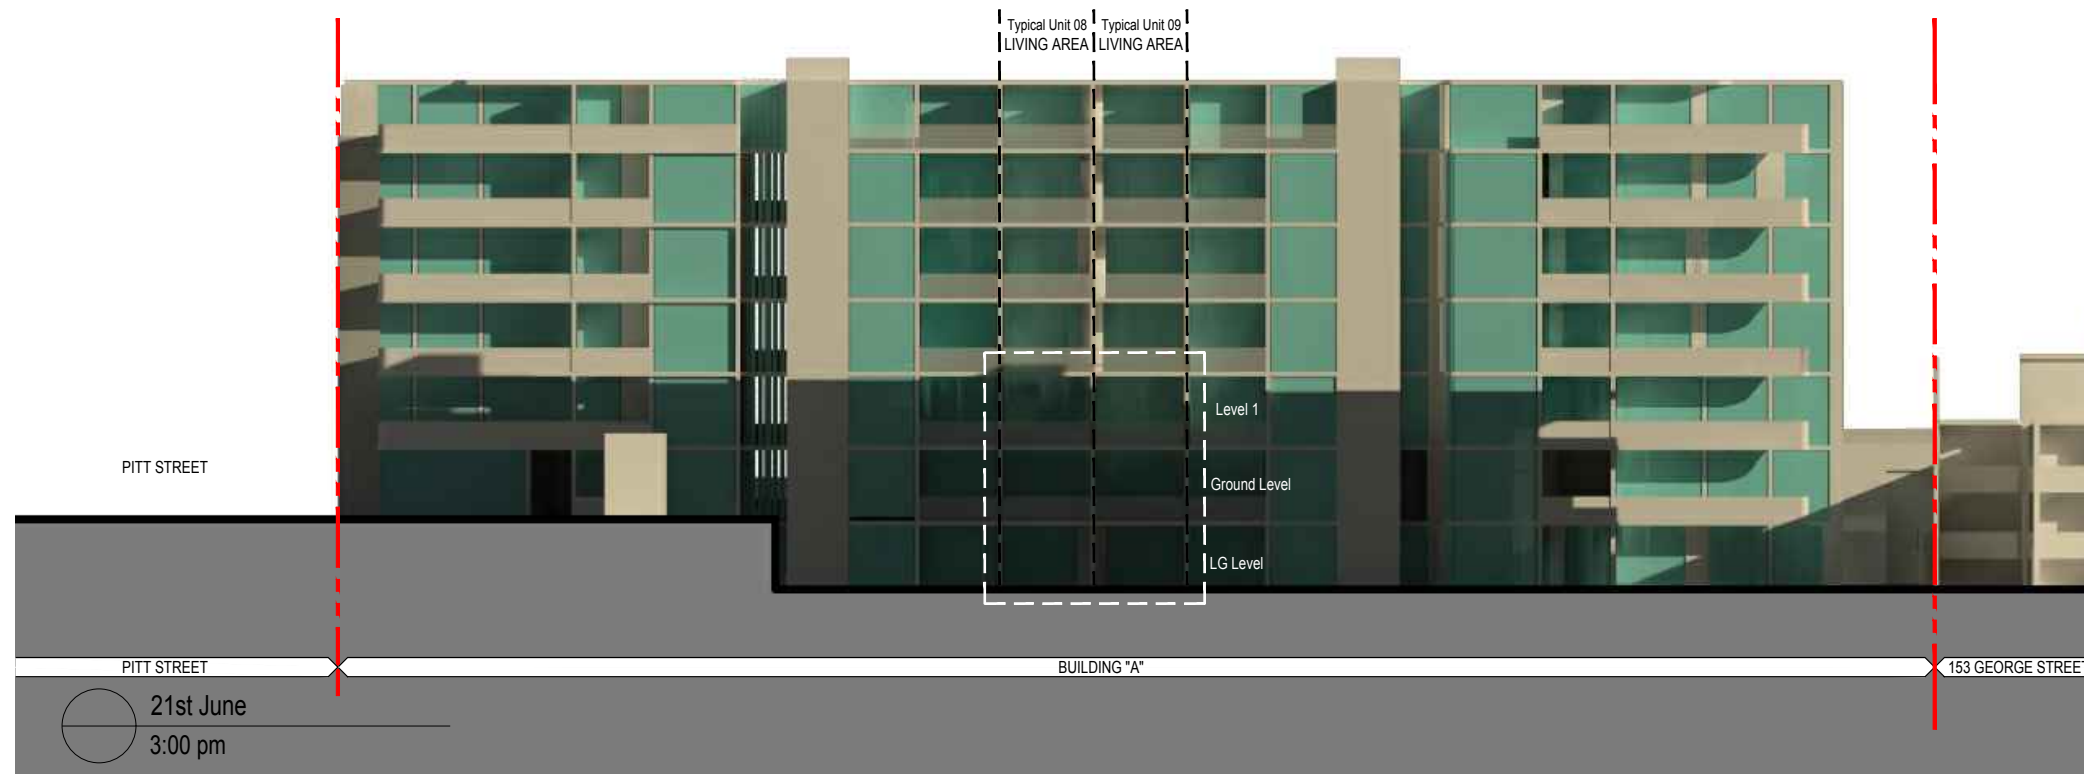 Typical Unit 08
LIVING AREA
Typical Unit 09
LIVING AREA
Level 1
PITT STREET
Ground Level
LG Level
PITT STREET
BUILDING "A"
153 GEORGE STREET
21st June
3:00 pm